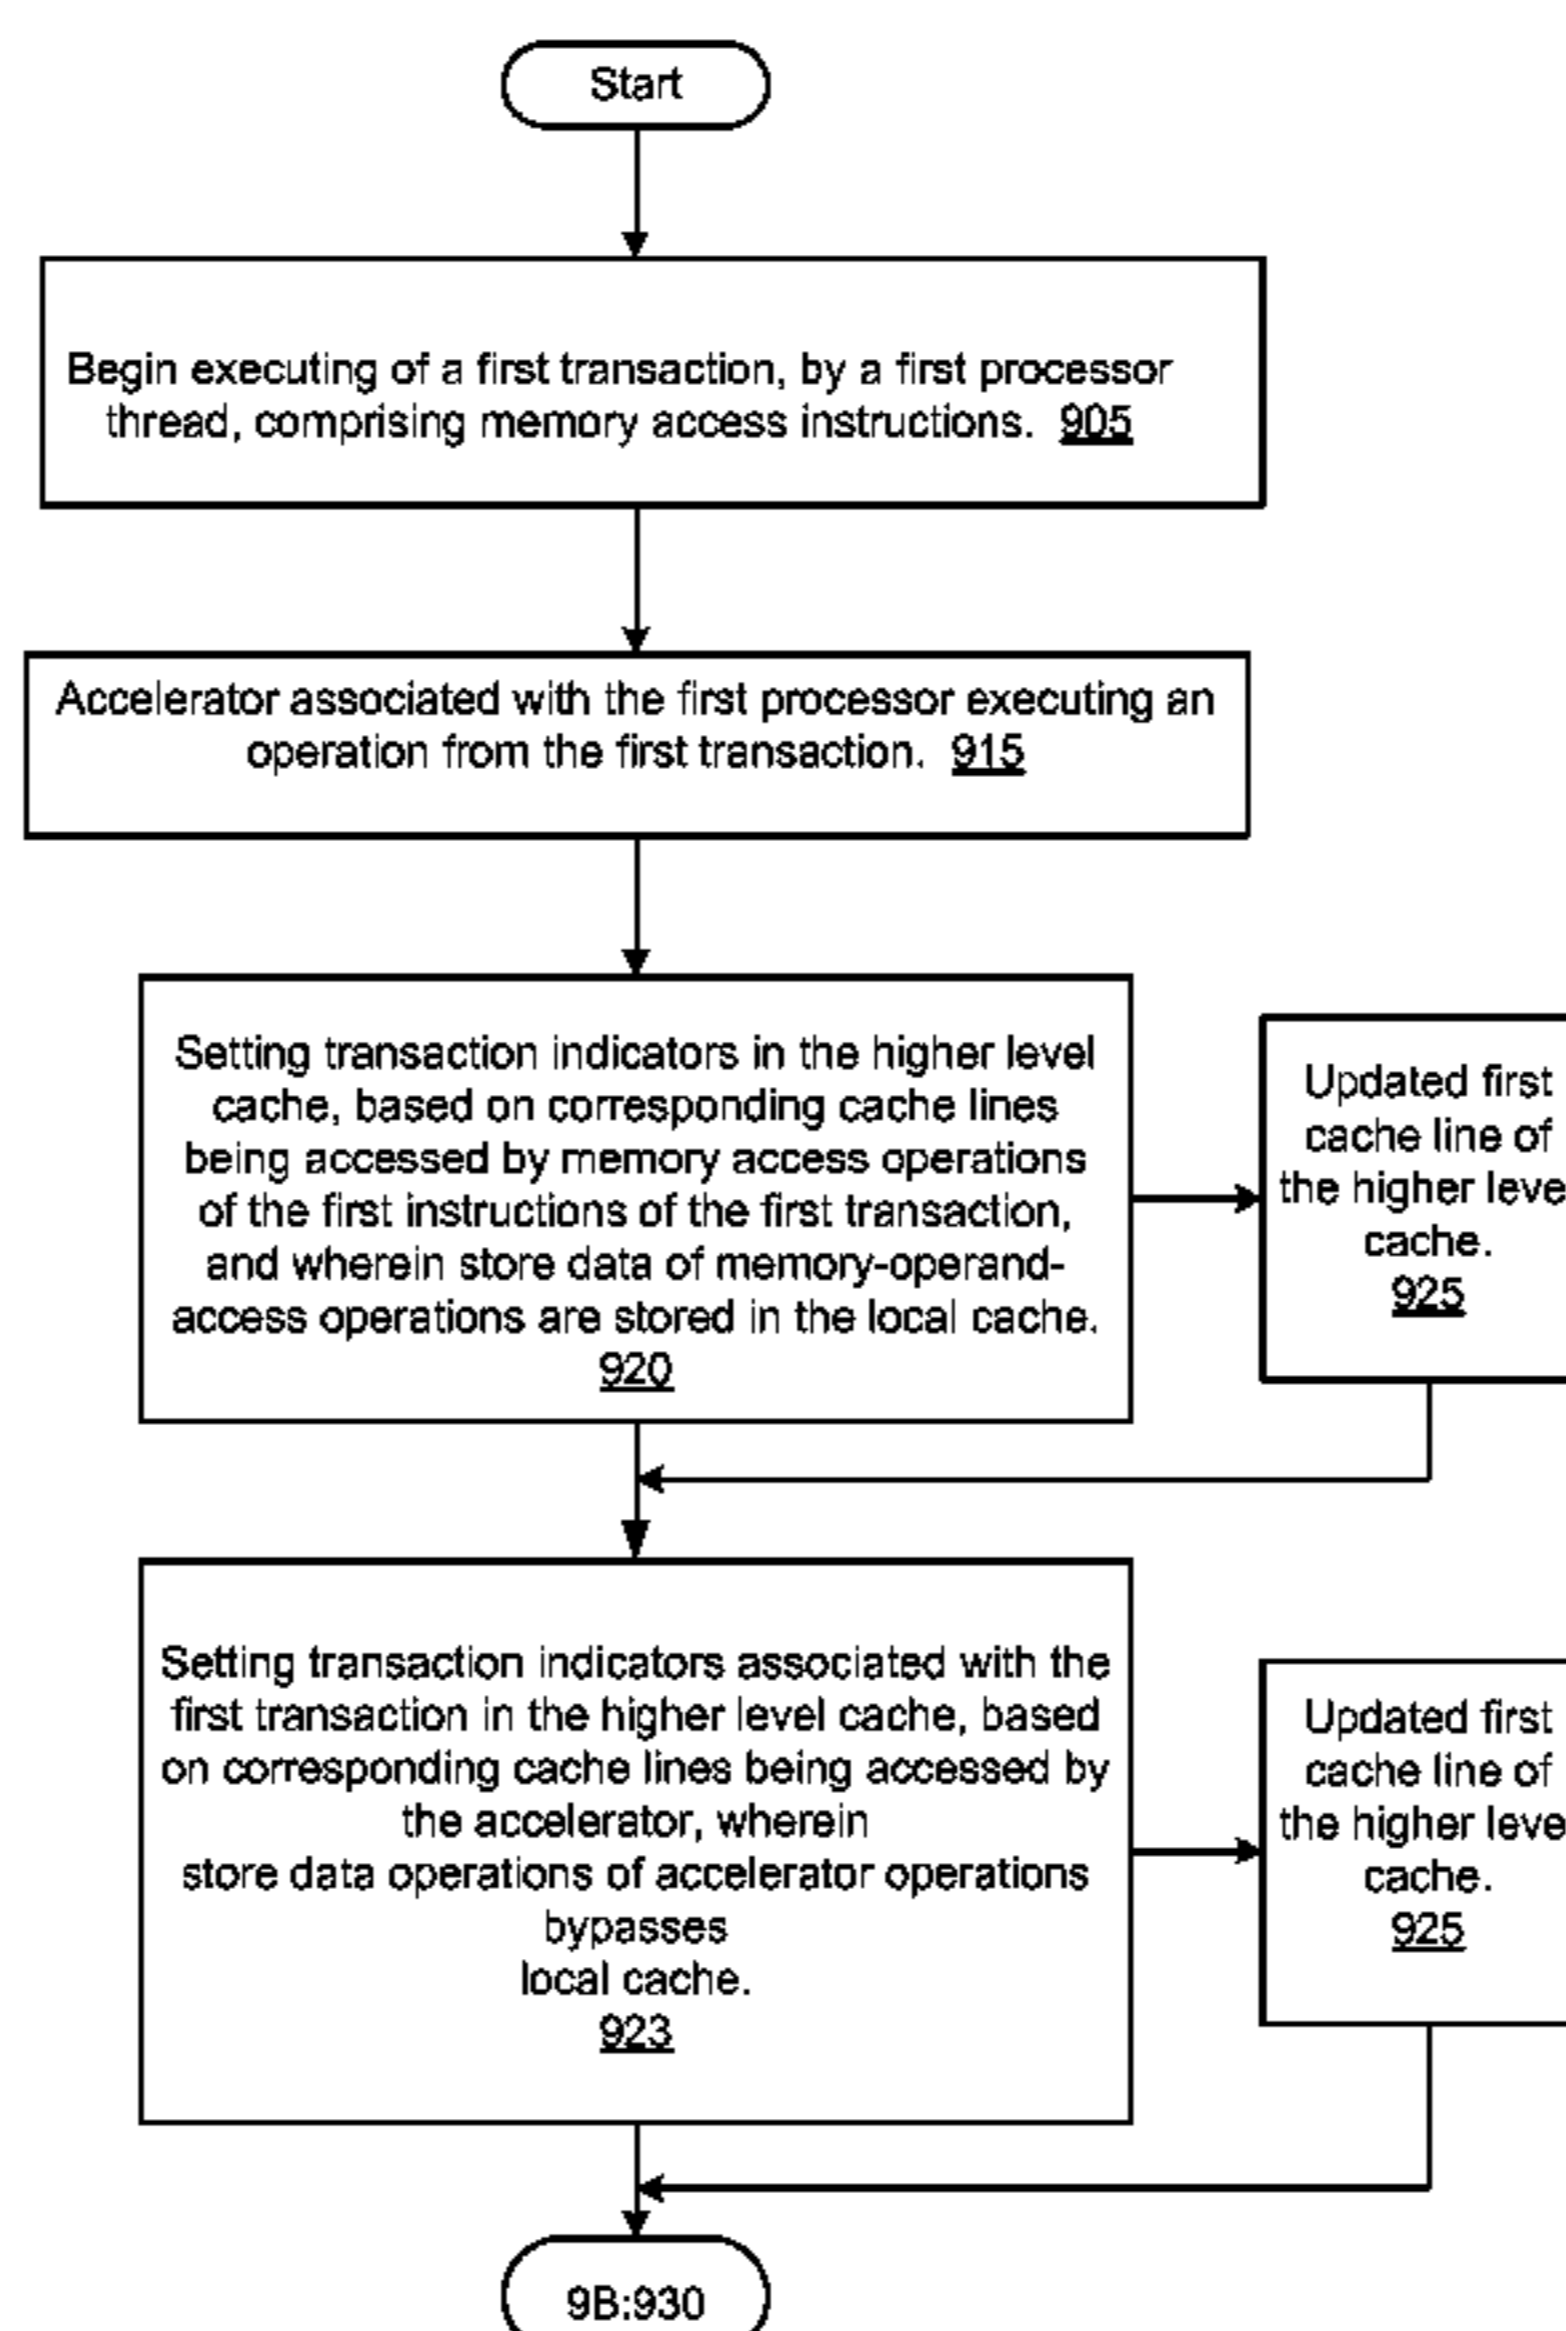 Start
Begin executing of a first transaction, by a first processor
thread, comprising memory access instructions. 905
Accelerator associated with the first processor executing an
operation from the first transaction. 915
Setting transaction indicators in the higher level
cache, based on corresponding cache lines
being accessed by memory access operations
of the first instructions of the first transaction,
and wherein store data of memory-operand-
access operations are stored in the local cache.
920
Updated first
cache line of
the higher leve
cache.
925
Setting transaction indicators associated with the
first transaction in the higher level cache, based
on corresponding cache lines being accessed by
the accelerator, wherein
store data operations of accelerator operations
bypasses
local cache.
923
Updated first
cache line of
the higher leve
cache.
925
9B:930